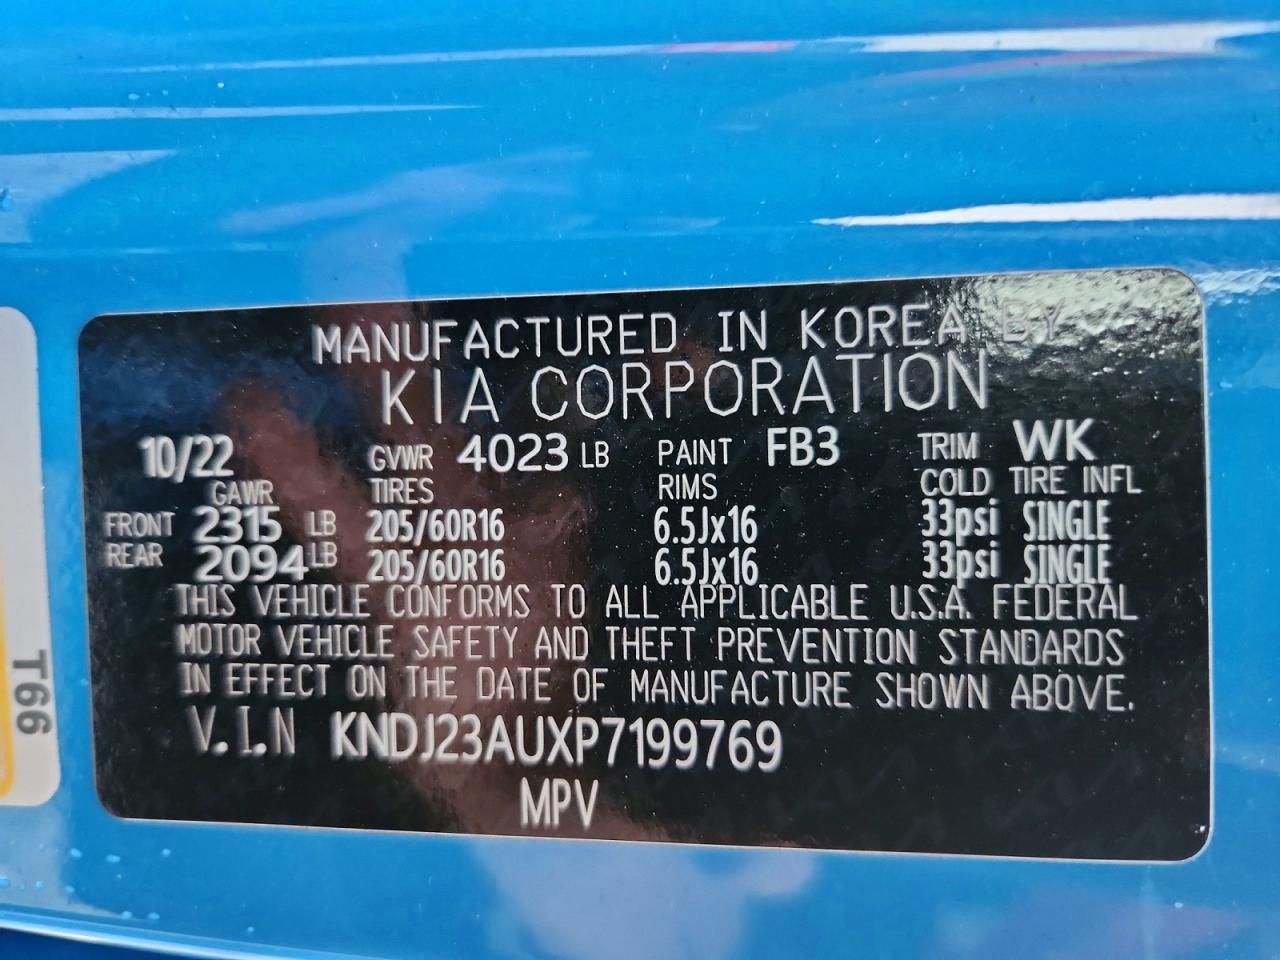 MANUFACTURED IN KOREA BY
KIA CORPORATION
10/22 GVWR 4023 LB PAINT FB3 TRIM WK
GAWR TIRES RIMS COLD TIRE INFL
FRONT 2315 LB 205/60R16 6.5Jx16 33psi SINGLE
REAR 2094 LB 205/60R16 6.5Jx16 33psi SINGLE
THIS VEHICLE CONFORMS TO ALL APPLICABLE U.S.A. FEDERAL
MOTOR VEHICLE SAFETY AND THEFT PREVENTION STANDARDS
IN EFFECT ON THE DATE OF MANUFACTURE SHOWN ABOVE.
V.I.N KNDJ23AUXP7199769
MPV
T66